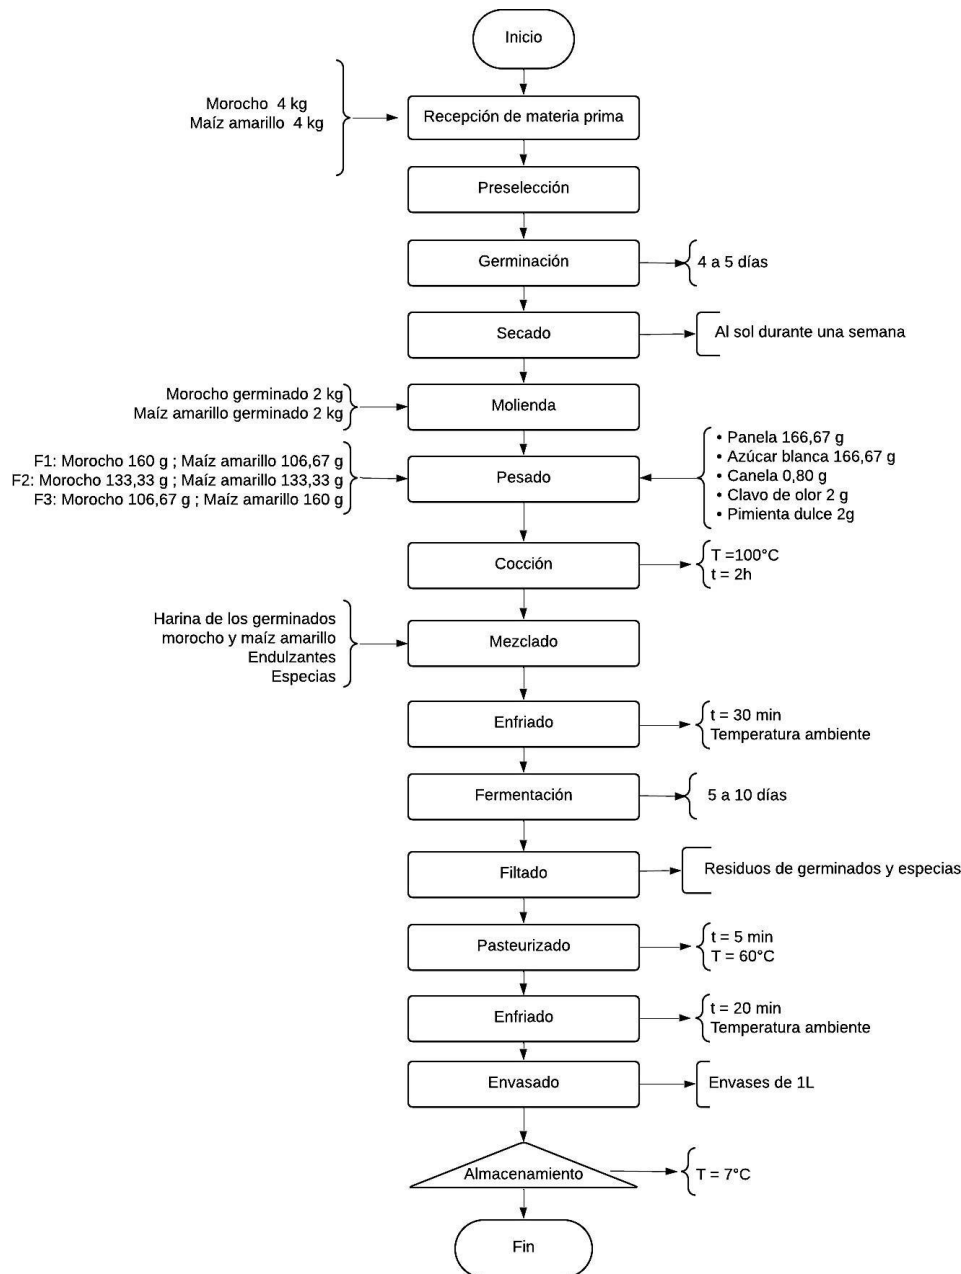 Inicio
Morocho 4 kg
Maíz amarillo 4 kg
Recepción de materia prima
Preselección
Germinación
4 a 5 días
Secado
Al sol durante una semana
Morocho germinado 2 kg
Maíz amarillo germinado 2 kg
Molienda
F1: Morocho 160 g ; Maíz amarillo 106,67 g
F2: Morocho 133,33 g ; Maíz amarillo 133,33 g
F3: Morocho 106,67 g ; Maíz amarillo 160 g
Pesado
• Panela 166,67 g
• Azúcar blanca 166,67 g
• Canela 0,80 g
• Clavo de olor 2 g
• Pimienta dulce 2g
Cocción
T =100°C
t = 2h
Harina de los germinados
morocho y maíz amarillo
Endulzantes
Especias
Mezclado
Enfriado
t = 30 min
Temperatura ambiente
Fermentación
5 a 10 días
Filtado
Residuos de germinados y especias
Pasteurizado
t = 5 min
T = 60°C
Enfriado
t = 20 min
Temperatura ambiente
Envasado
Envases de 1L
Almacenamiento
T = 7°C
Fin